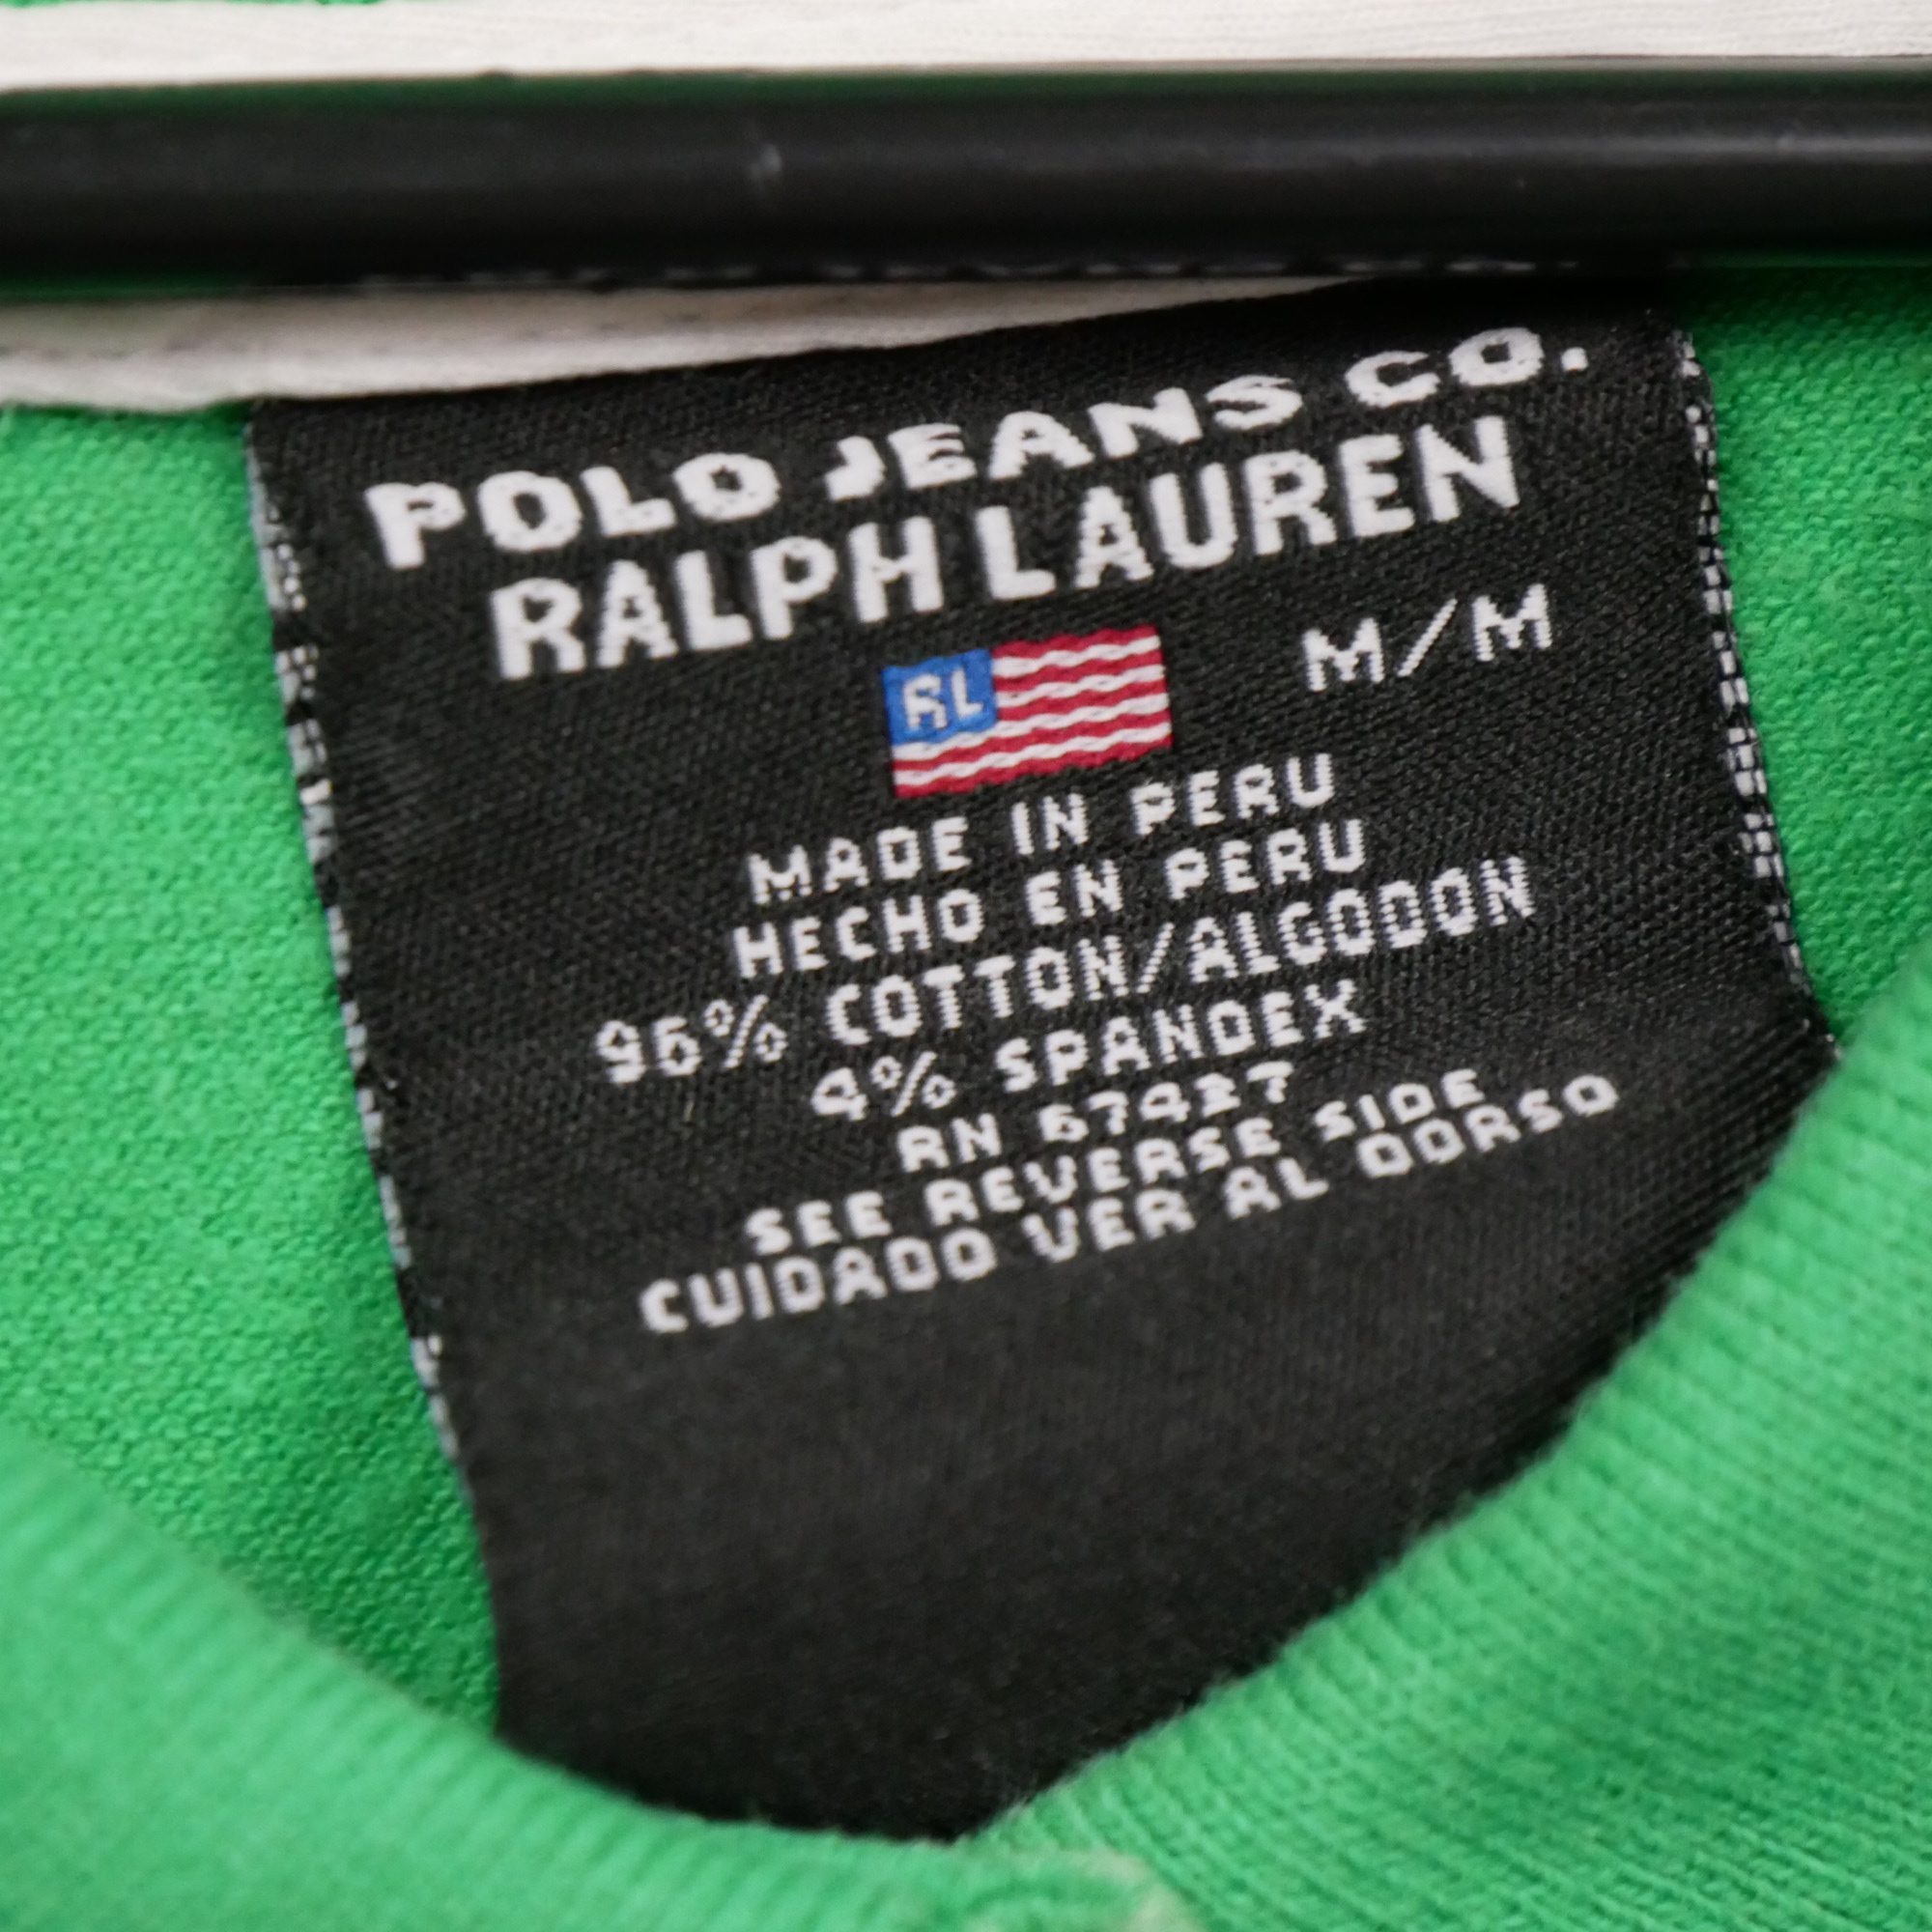 POLO JEANS CO.
RALPH LAUREN
RL M/M
MADE IN PERU
HECHO EN PERU
96% COTTON/ALGODON
4% SPANDEX
RN
SEE REVERSE SIDE
CUIDADO VER AL DORSO